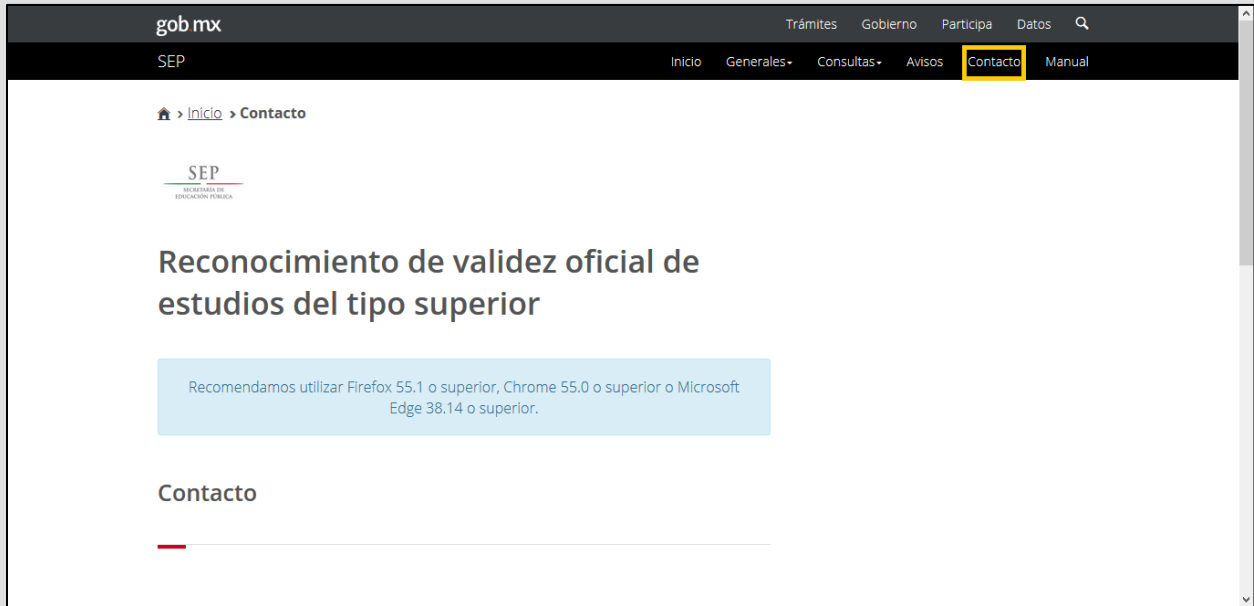 gob.mx
Trámites Gobierno Participa Datos
SEP
Inicio Generales Consultas Avisos Contacto Manual
> Inicio > Contacto
SEP
SECRETARÍA DE
EDUCACIÓN PÚBLICA
Reconocimiento de validez oficial de
estudios del tipo superior
Recomendamos utilizar Firefox 55.1 o superior, Chrome 55.0 o superior o Microsoft
Edge 38.14 o superior.
Contacto